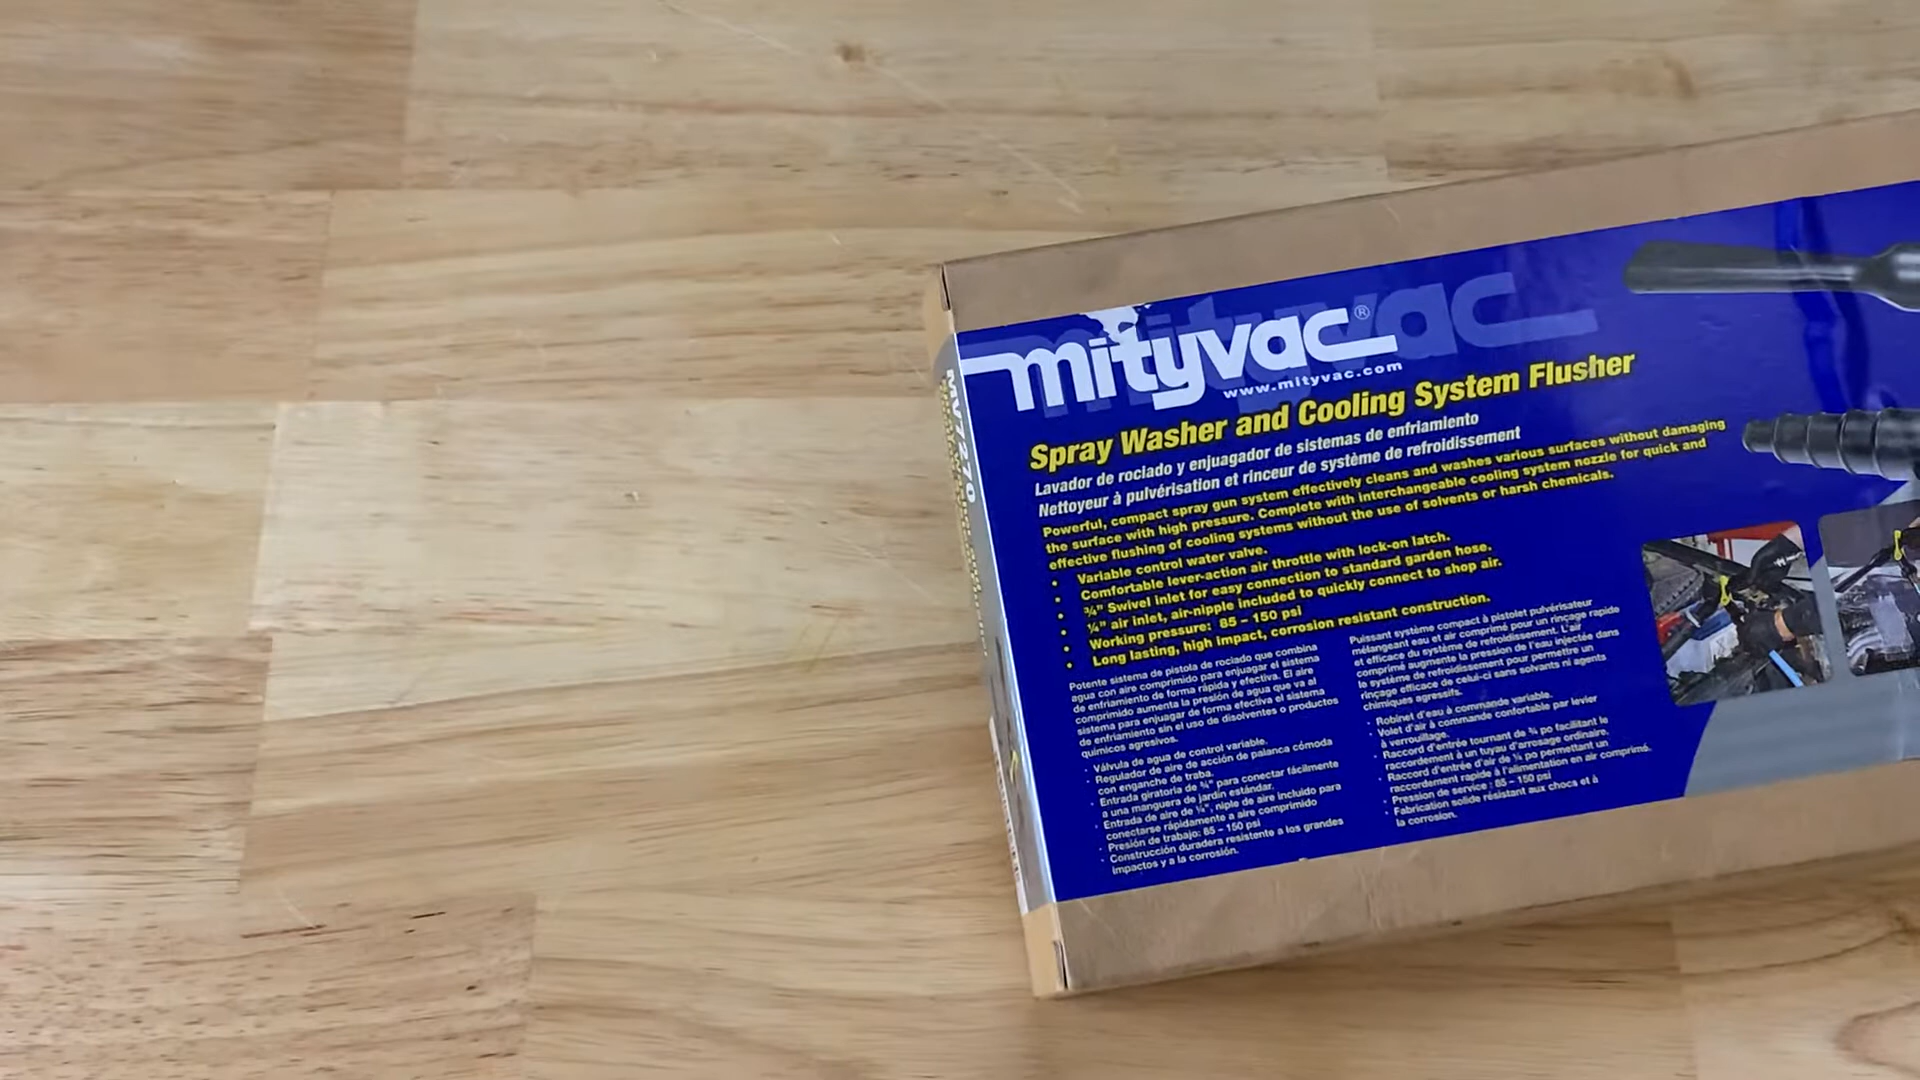 mityvac®
www.mityvac.com
Spray Washer and Cooling System Flusher
Lavador de rociado y enjuagador de sistemas de enfriamiento
Nettoyeur à pulvérisation et rinceur de système de refroidissement
Powerful, compact spray gun system effectively cleans and washes various surfaces without damaging
the surface with high pressure. Complete with interchangeable cooling system nozzle for quick and
effective flushing of cooling systems without the use of solvents or harsh chemicals.
• Variable control water valve.
• Comfortable lever-action air throttle with lock-on latch.
• ¾" Swivel inlet for easy connection to standard garden hose.
• ¼" air inlet, air-nipple included to quickly connect to shop air.
• Working pressure: 85 – 150 psi
• Long lasting, high impact, corrosion resistant construction.
Potente sistema de pistola de rociado que combina
agua con aire comprimido para enjuagar el sistema
de enfriamiento de forma rápida y efectiva. El aire
comprimido aumenta la presión de agua que va al
sistema para enjuagar de forma efectiva el sistema
de enfriamiento sin el uso de disolventes o productos
químicos agresivos.
· Válvula de agua de control variable.
· Regulador de aire de acción de palanca cómoda
con enganche de traba.
· Entrada giratoria de ¾" para conectar fácilmente
a una manguera de jardín estándar.
· Entrada de aire de ¼", niple de aire incluido para
conectarse rápidamente a aire comprimido
· Presión de trabajo: 85 – 150 psi
· Construcción duradera resistente a los grandes
impactos y a la corrosión.
Puissant système compact à pistolet pulvérisateur
mélangeant eau et air comprimé pour un rinçage rapide
et efficace du système de refroidissement. L'air
comprimé augmente la pression de l'eau injectée dans
le système de refroidissement pour permettre un
rinçage efficace de celui-ci sans solvants ni agents
chimiques agressifs.
· Robinet d'eau à commande variable.
· Volet d'air à commande confortable par levier
à verrouillage.
· Raccord d'entrée tournant de ¾ po facilitant le
raccordement à un tuyau d'arrosage ordinaire.
· Raccord d'entrée d'air de ¼ po permettant un
raccordement rapide à l'alimentation en air comprimé.
· Pression de service : 85 – 150 psi
· Fabrication solide résistant aux chocs et à
la corrosion.
MV7270